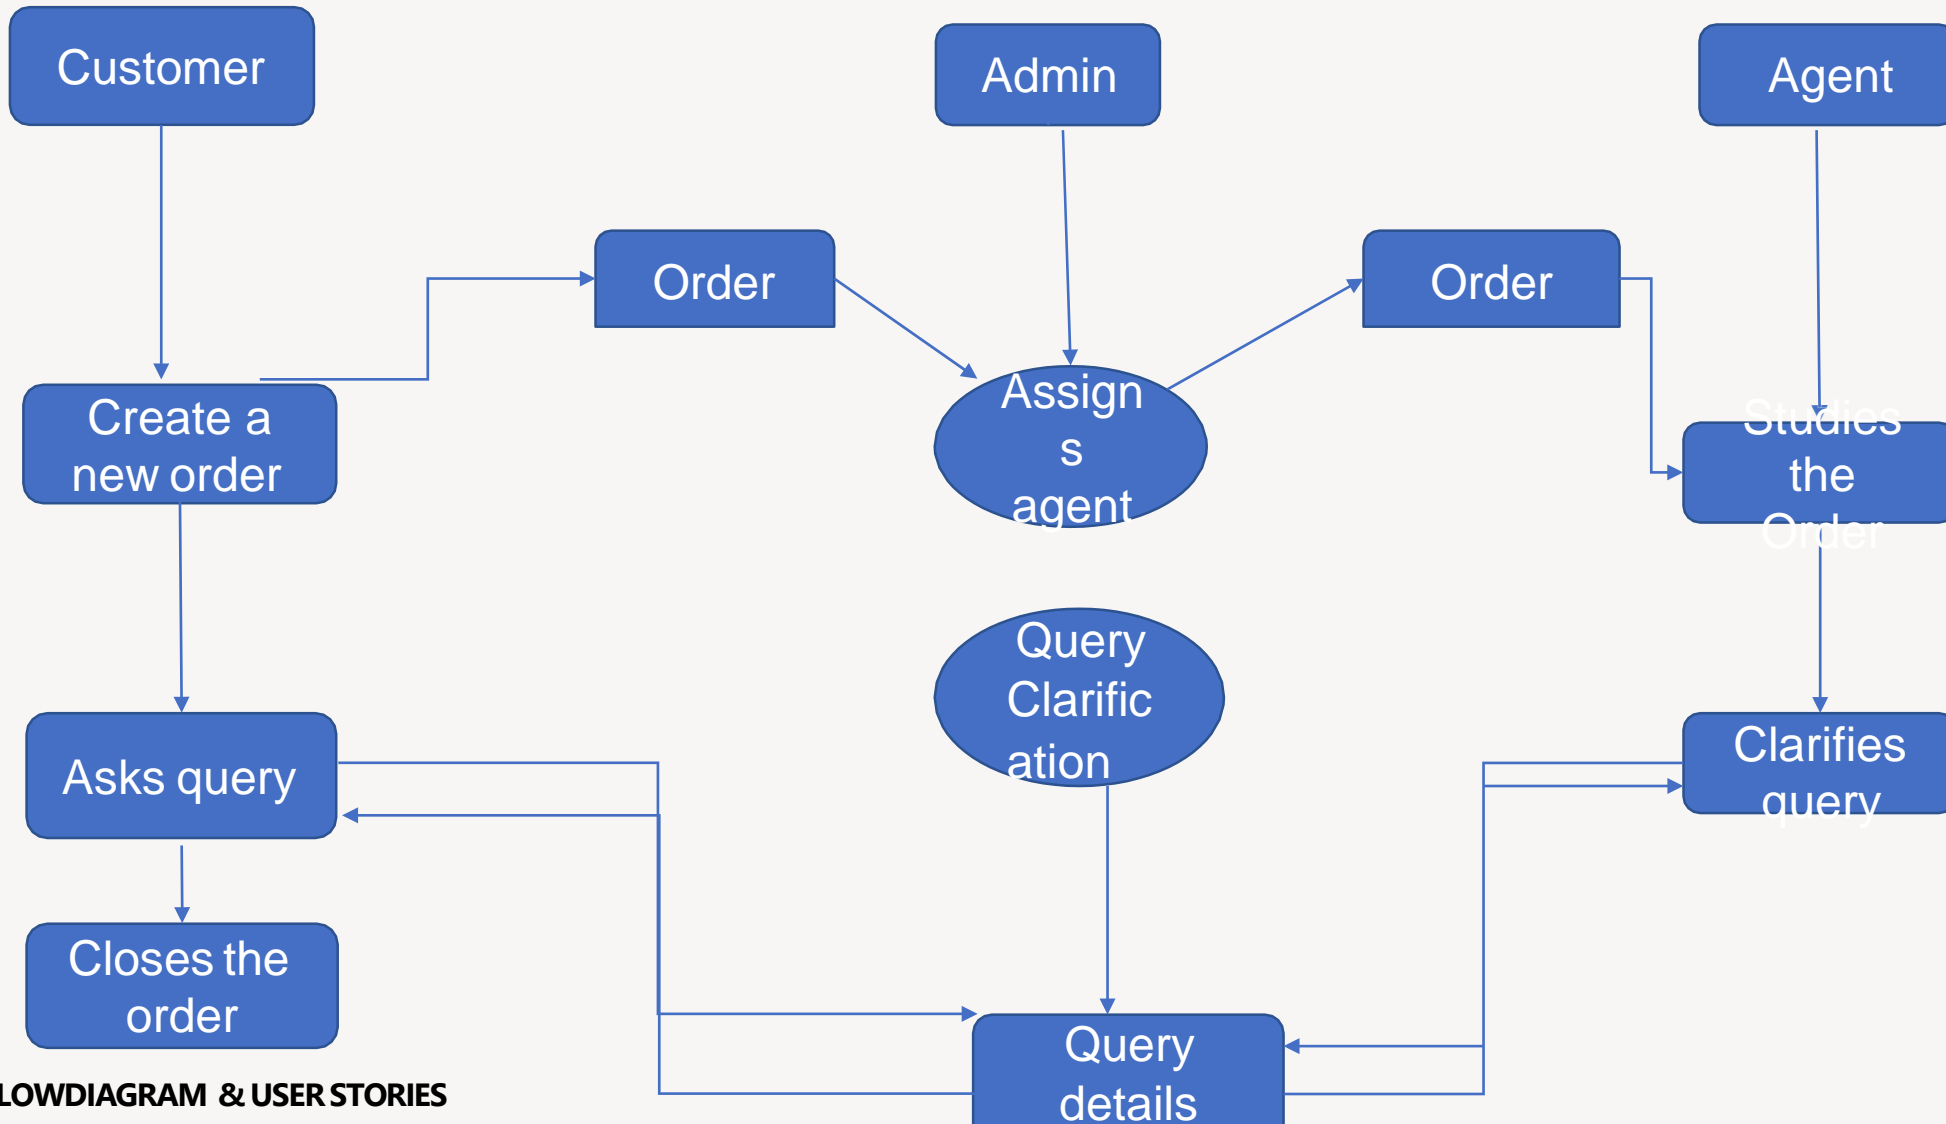 Customer
Admin
Agent
Order
Order
Create a
new order
Assign
s
agent
Studies
the
Order
Query
Clarific
ation
Asks query
Clarifies
query
Closes the
order
Query
details
LOWDIAGRAM & USER STORIES